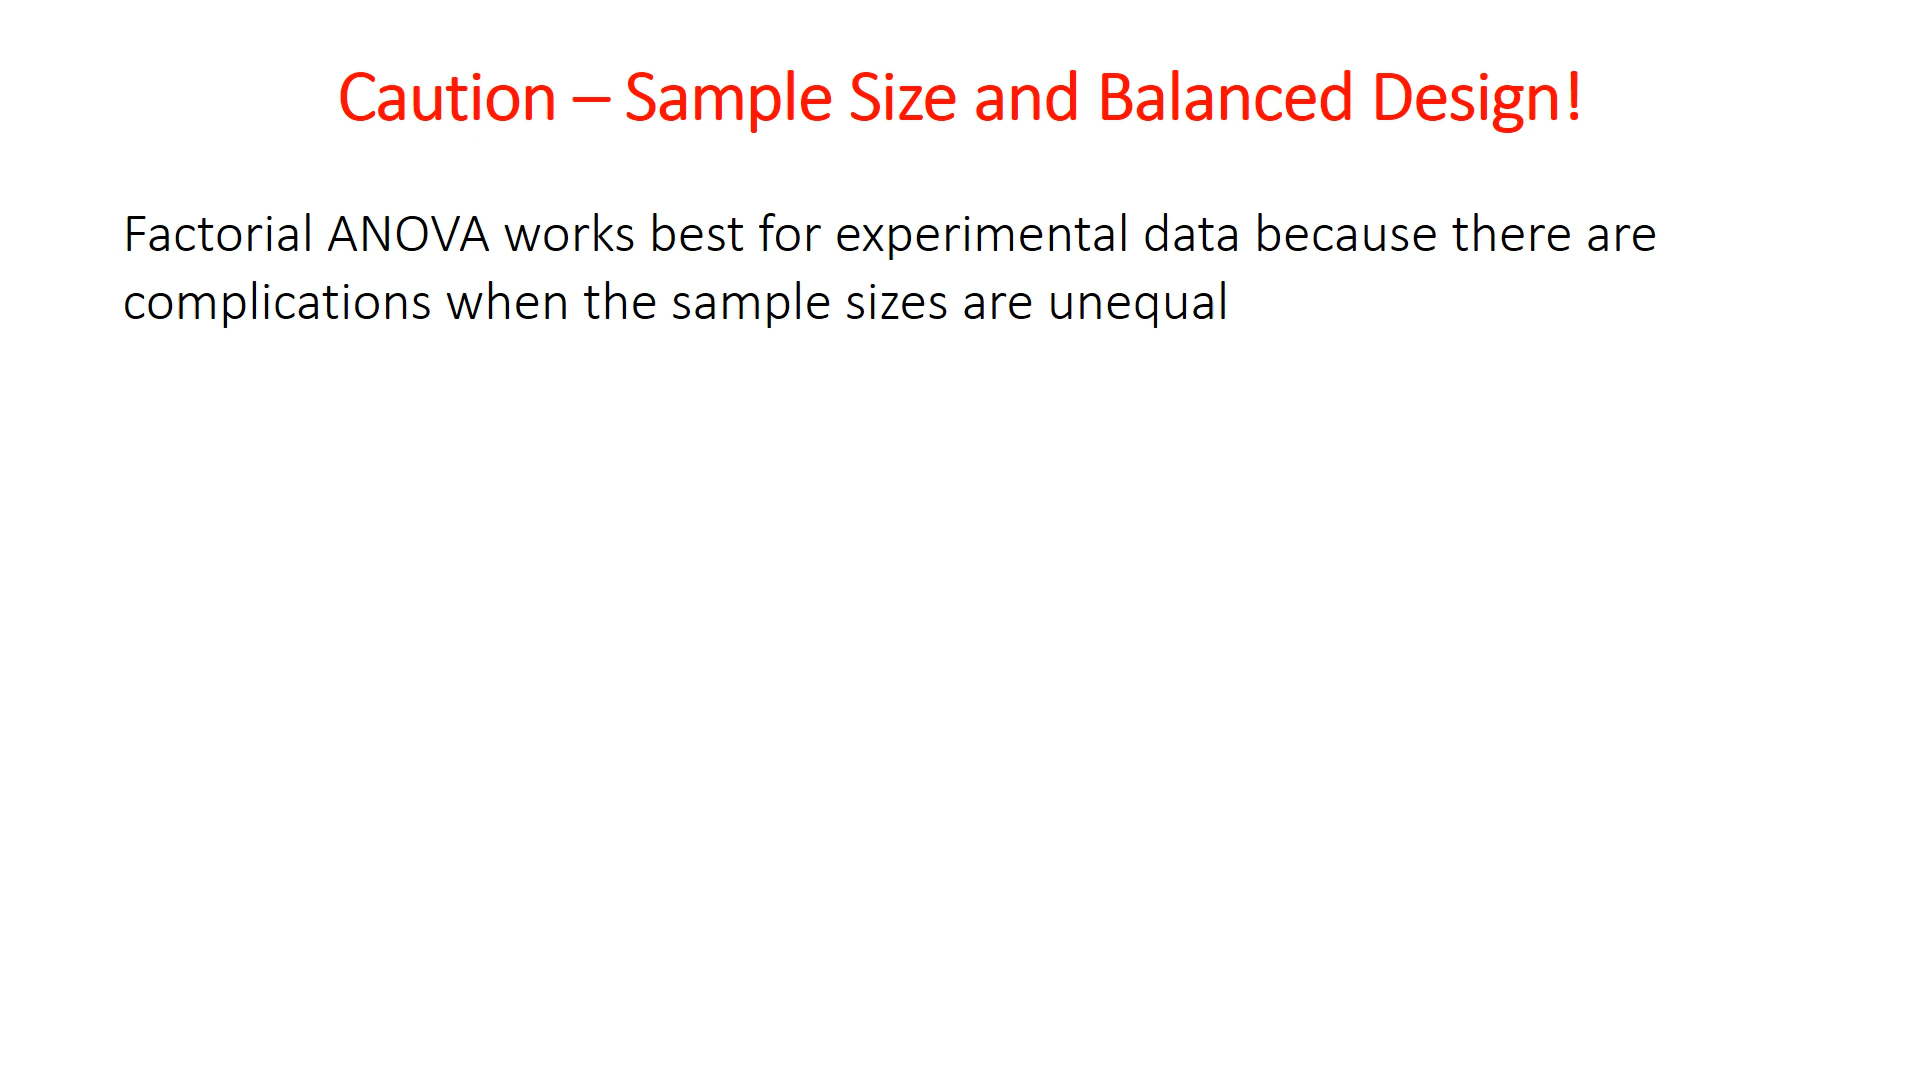 Caution – Sample Size and Balanced Design!
Factorial ANOVA works best for experimental data because there are
complications when the sample sizes are unequal